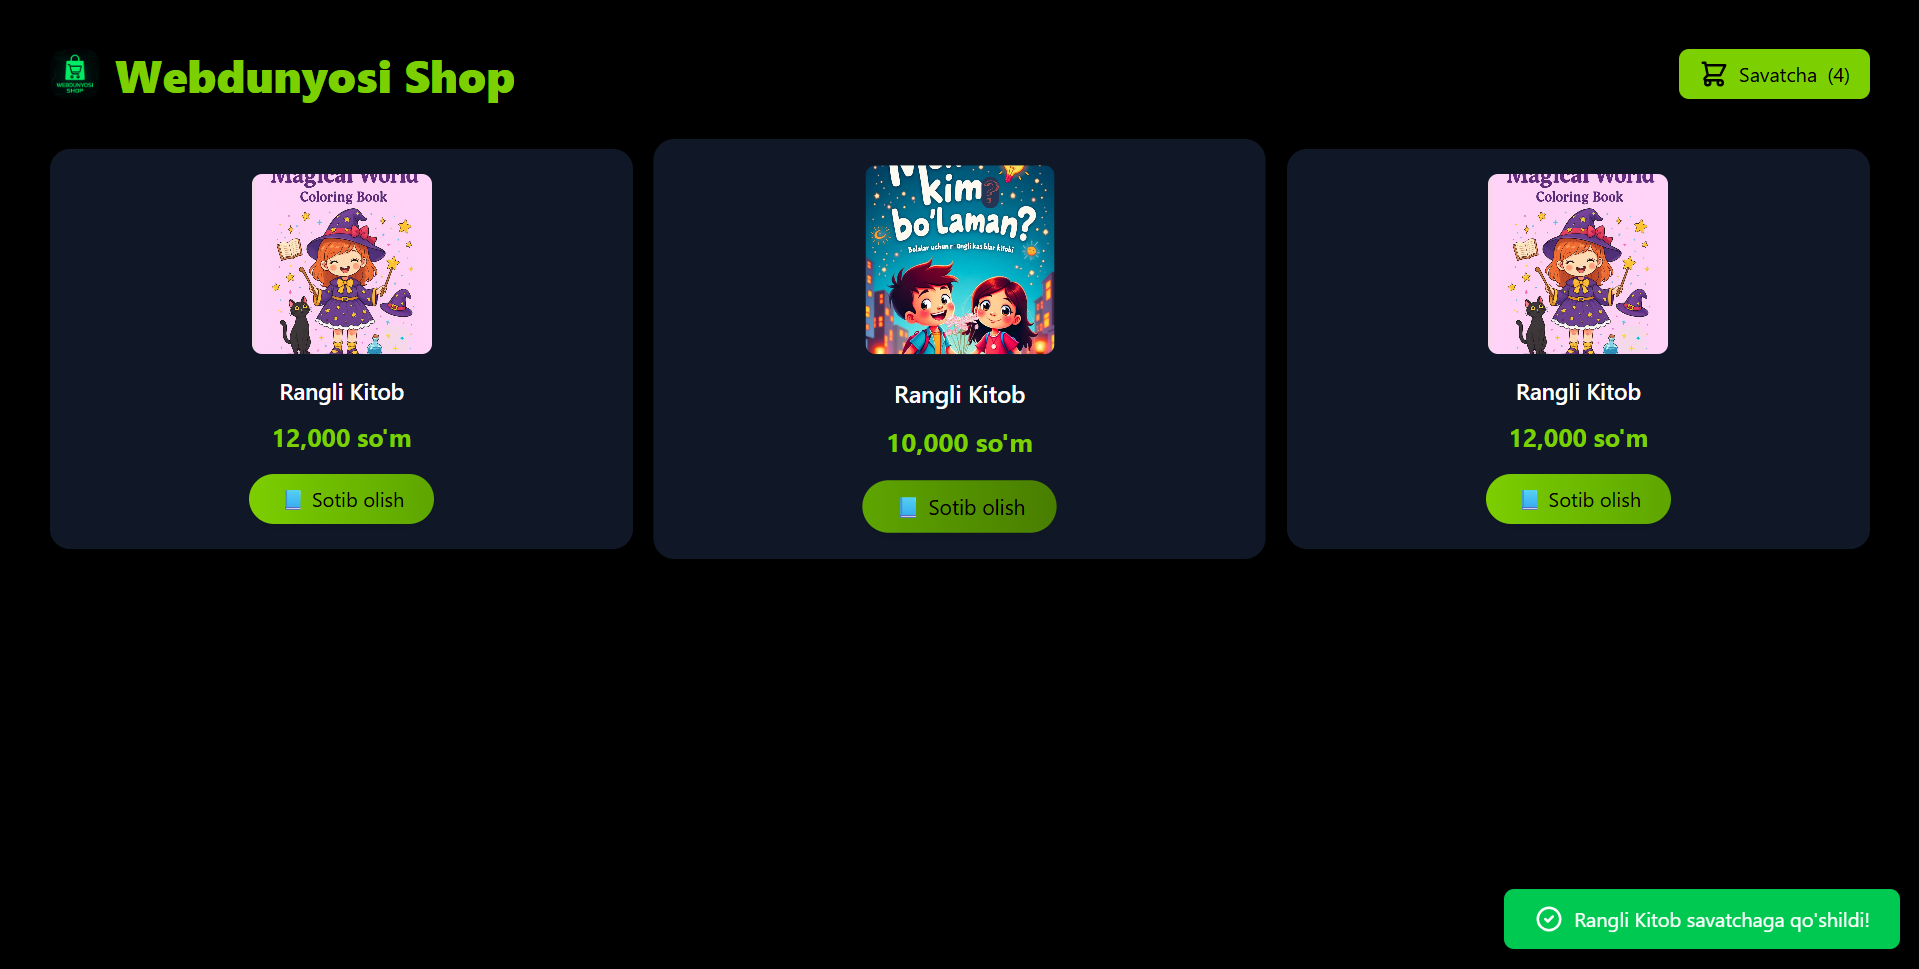 WEBDUNYOSI
SHOP
Webdunyosi Shop
Savatcha (4)
Magical World
Coloring Book
Rangli Kitob
12,000 so'm
Sotib olish
kim?
bo'laman?
Bolalar uchun r
kitobi
Rangli Kitob
10,000 so'm
Sotib olish
Magical World
Coloring Book
Rangli Kitob
12,000 so'm
Sotib olish
Rangli Kitob savatchaga qo'shildi!